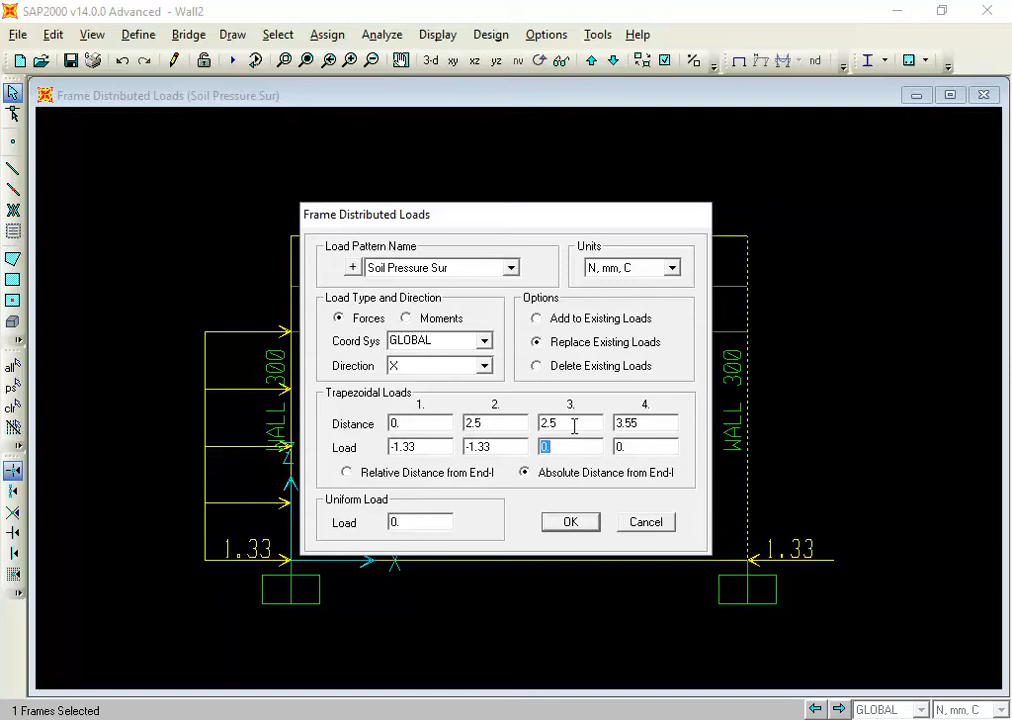 SAP2000 v14.0.0 Advanced - Wall2
File Edit View Define Bridge Draw Select Assign Analyze Display Design Options Tools Help
3-d xy xz yz nv nd
Frame Distributed Loads (Soil Pressure Sur)
all
ps
clr
Frame Distributed Loads
Load Pattern Name
+ Soil Pressure Sur
Units
N, mm, C
Load Type and Direction
Forces Moments
Coord Sys GLOBAL
Direction X
Options
Add to Existing Loads
Replace Existing Loads
Delete Existing Loads
Trapezoidal Loads
1. 2. 3. 4.
Distance 0. 2.5 2.5 3.55
Load -1.33 -1.33 0. 0.
Relative Distance from End-I Absolute Distance from End-I
Uniform Load
Load 0.
OK Cancel
WALL 300
WALL 300
Z
1.33
X
1.33
1 Frames Selected
GLOBAL
N, mm, C